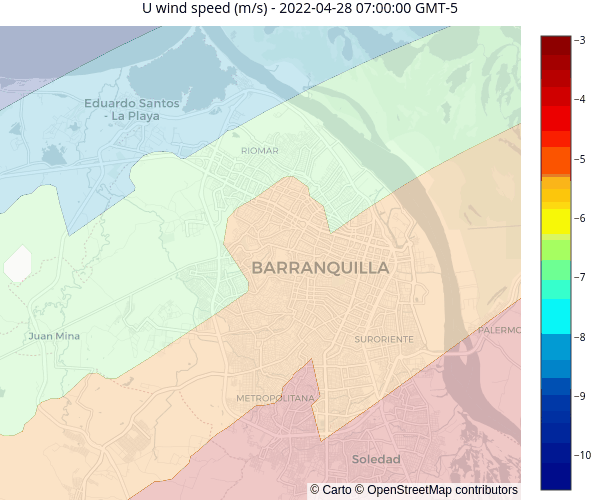 U wind speed (m/s) - 2022-04-28 07:00:00 GMT-5
−3
Eduardo Santos
- La Playa
−4
RIOMAR
−5
−6
BARRANQUILLA
−7
Juan Mina
SURORIENTE
PALERMO
−8
METROPOLITANA
−9
Soledad
−10
© Carto © OpenStreetMap contributors